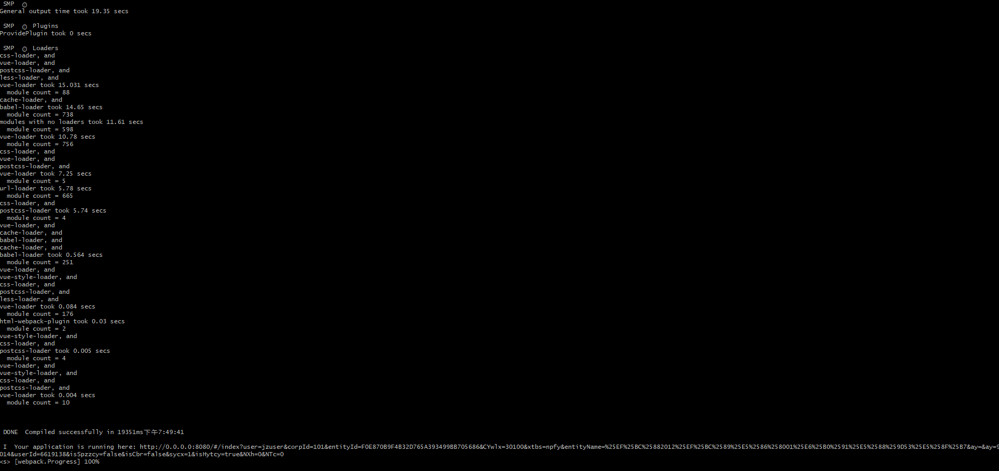 SMP ⏱
General output time took 19.35 secs
SMP ⏱ Plugins
ProvidePlugin took 0 secs
SMP ⏱ Loaders
css-loader, and
vue-loader, and
postcss-loader, and
less-loader, and
vue-loader took 15.031 secs
module count = 88
cache-loader, and
babel-loader took 14.65 secs
module count = 738
modules with no loaders took 11.61 secs
module count = 598
vue-loader took 10.78 secs
module count = 756
css-loader, and
vue-loader, and
postcss-loader, and
vue-loader took 7.25 secs
module count = 5
url-loader took 5.78 secs
module count = 665
css-loader, and
postcss-loader took 5.74 secs
module count = 4
vue-loader, and
cache-loader, and
babel-loader, and
cache-loader, and
babel-loader took 0.564 secs
module count = 251
vue-loader, and
vue-style-loader, and
css-loader, and
postcss-loader, and
less-loader, and
vue-loader took 0.084 secs
module count = 176
html-webpack-plugin took 0.03 secs
module count = 2
vue-style-loader, and
css-loader, and
postcss-loader took 0.005 secs
module count = 4
vue-loader, and
vue-style-loader, and
css-loader, and
postcss-loader, and
vue-loader took 0.004 secs
module count = 10
DONE Compiled successfully in 19351ms下午7:49:41
I Your application is running here: http://0.0.0.0:8080/#/index?user=jzuser&corpId=101&entityId=F0E870B9F4B32D765A393499BB705686&CYwlx=30100&xtbs=npfy&entityName=%25EF%25BC%25882012%25EF%25BC%2589%25E5%2586%258001%25E6%25B0%2591%25E5%2588%259D53%25E5%258F%25B7&ay=&ay=9
014&userId=6619138&isSpzzcy=false&isCbr=false&sycx=1&isHytcy=true&NXh=0&NTc=0
<s> [webpack.Progress] 100%